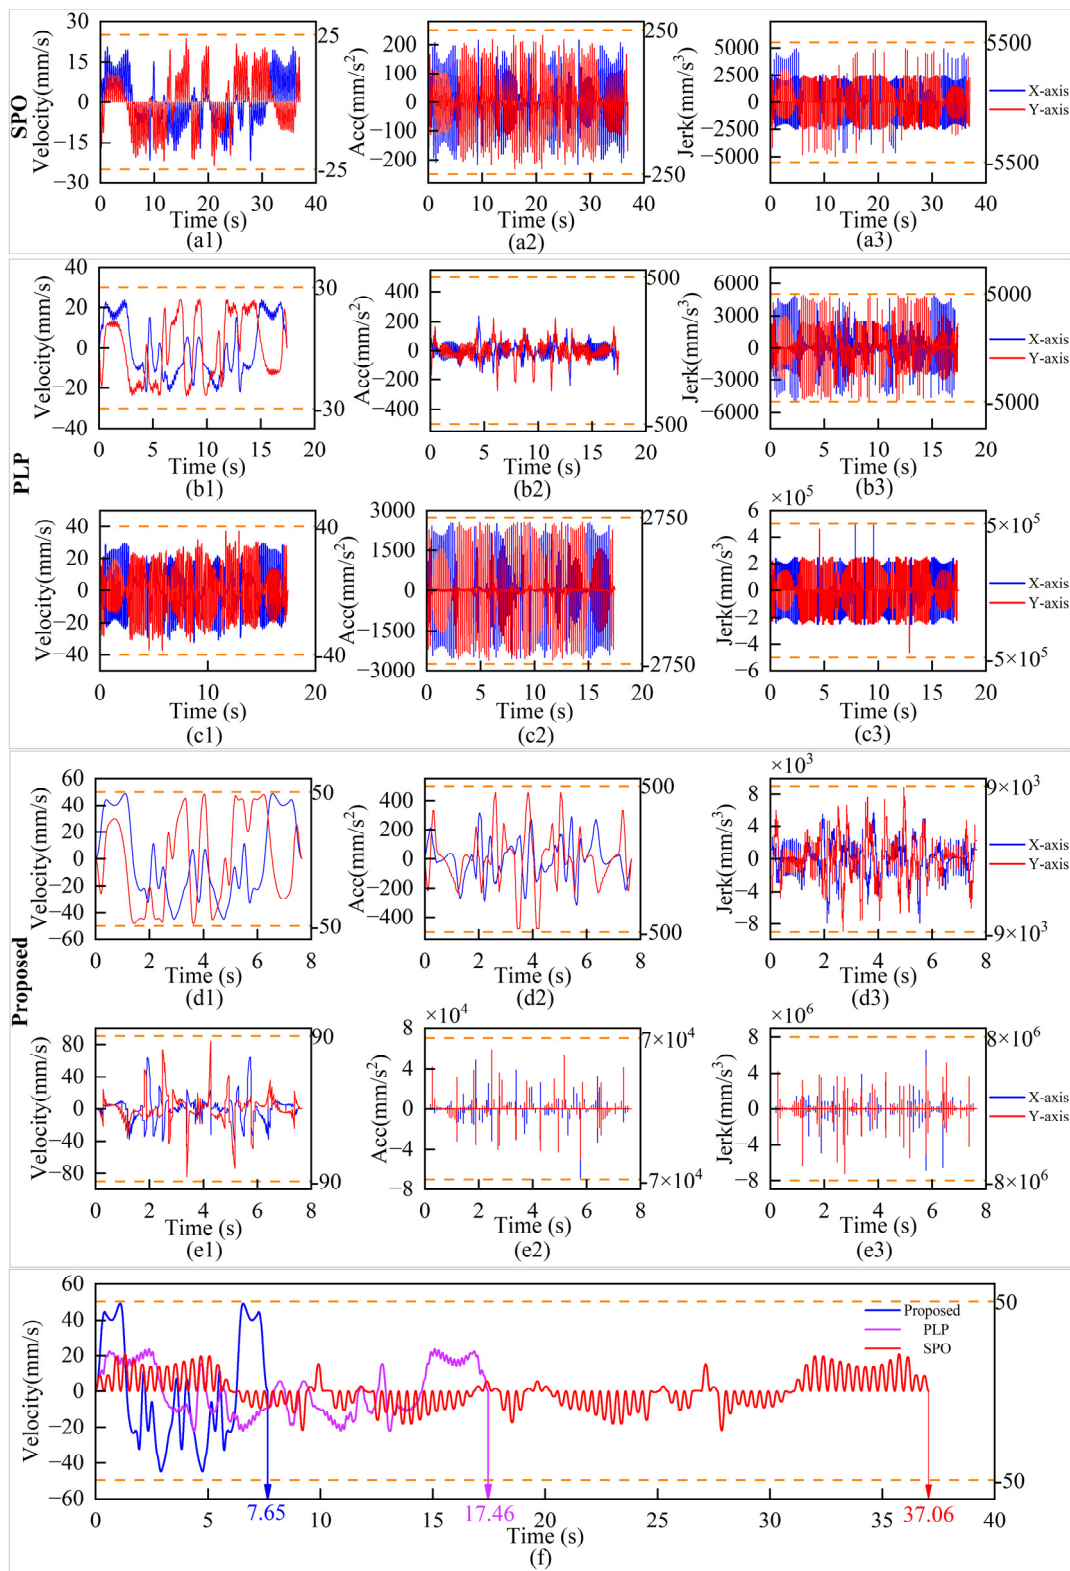 SPO
Velocity(mm/s)
30
15
0
−15
−30
25
-25
0 10 20 30 40
Time (s)
(a1)
Acc(mm/s²)
200
100
0
−100
−200
250
-250
0 10 20 30 40
Time (s)
(a2)
Jerk(mm/s³)
5000
2500
0
−2500
−5000
5500
-5500
0 10 20 30 40
Time (s)
(a3)
X-axis
Y-axis
PLP
Velocity(mm/s)
40
20
0
−20
−40
30
-30
0 5 10 15 20
Time (s)
(b1)
Acc(mm/s²)
400
200
0
−200
−400
500
-500
0 5 10 15 20
Time (s)
(b2)
Jerk(mm/s³)
6000
3000
0
−3000
−6000
5000
-5000
0 5 10 15 20
Time (s)
(b3)
X-axis
Y-axis
Velocity(mm/s)
40
20
0
−20
−40
40
-40
0 5 10 15 20
Time (s)
(c1)
Acc(mm/s²)
3000
1500
0
−1500
−3000
2750
-2750
0 5 10 15 20
Time (s)
(c2)
×10⁵
Jerk(mm/s³)
6
4
2
0
−2
−4
−6
5×10⁵
-5×10⁵
0 5 10 15 20
Time (s)
(c3)
X-axis
Y-axis
Proposed
Velocity(mm/s)
60
40
20
0
−20
−40
−60
50
-50
0 2 4 6 8
Time (s)
(d1)
Acc(mm/s²)
400
200
0
−200
−400
500
-500
0 2 4 6 8
Time (s)
(d2)
×10³
Jerk(mm/s³)
8
4
0
−4
−8
9×10³
-9×10³
0 2 4 6 8
Time (s)
(d3)
X-axis
Y-axis
Velocity(mm/s)
80
40
0
−40
−80
90
-90
0 2 4 6 8
Time (s)
(e1)
×10⁴
Acc(mm/s²)
8
4
0
−4
−8
7×10⁴
-7×10⁴
0 2 4 6 8
Time (s)
(e2)
×10⁶
Jerk(mm/s³)
8
4
0
−4
−8
8×10⁶
-8×10⁶
0 2 4 6 8
Time (s)
(e3)
X-axis
Y-axis
Velocity(mm/s)
60
40
20
0
−20
−40
−60
50
-50
Proposed
PLP
SPO
7.65
17.46
37.06
0 5 10 15 20 25 30 35 40
Time (s)
(f)